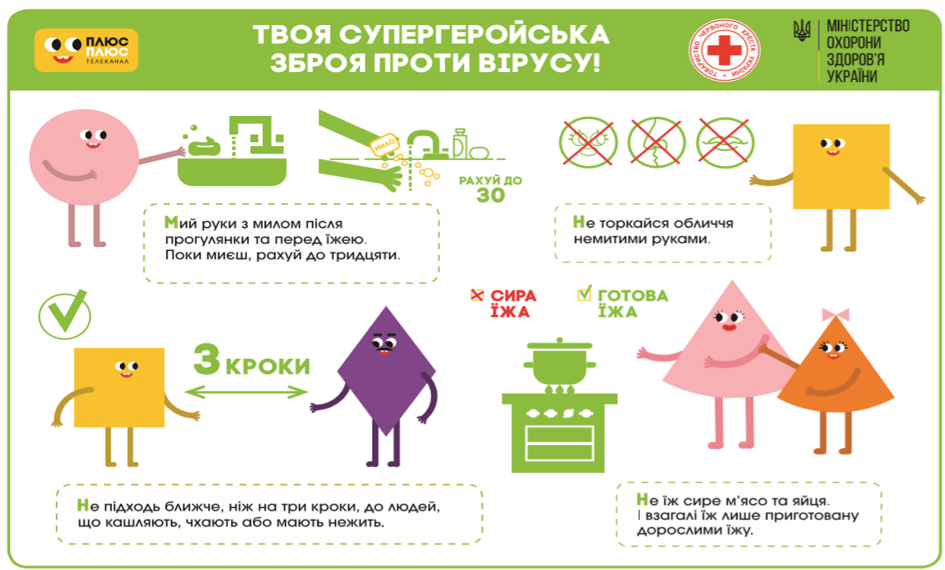 ПЛЮС
ПЛЮС
ТЕЛЕКАНАЛ
ТВОЯ СУПЕРГЕРОЙСЬКА
ЗБРОЯ ПРОТИ ВІРУСУ!
ТОВАРИСТВО ЧЕРВОНОГО ХРЕСТА УКРАЇНИ
МІНІСТЕРСТВО
ОХОРОНИ
ЗДОРОВ'Я
УКРАЇНИ
МИЛО
РАХУЙ ДО
30
Мий руки з милом після
прогулянки та перед їжею.
Поки миєш, рахуй до тридцяти.
Не торкайся обличчя
немитими руками.
3 КРОКИ
СИРА
ЇЖА
ГОТОВА
ЇЖА
Не підходь ближче, ніж на три кроки, до людей,
що кашляють, чхають або мають нежить.
Не їж сире м'ясо та яйця.
І взагалі їж лише приготовану
дорослими їжу.